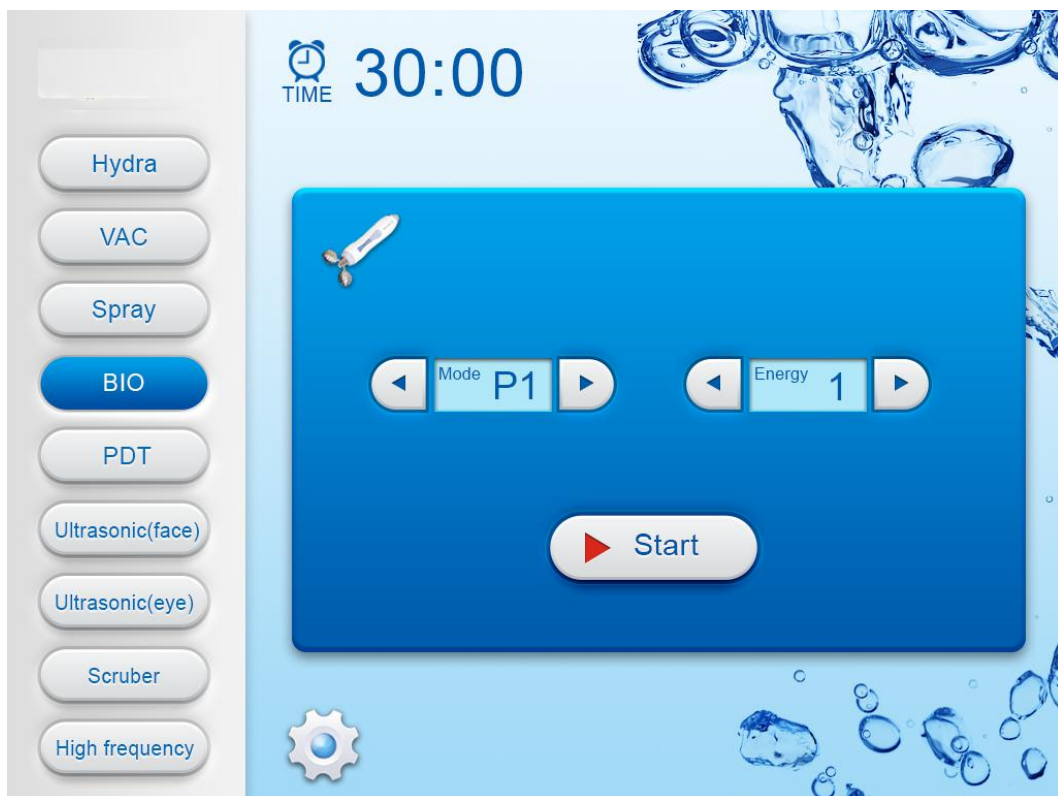 TIME 30:00
Hydra
VAC
Spray
BIO
PDT
Ultrasonic(face)
Ultrasonic(eye)
Scruber
High frequency
Mode P1
Energy 1
Start